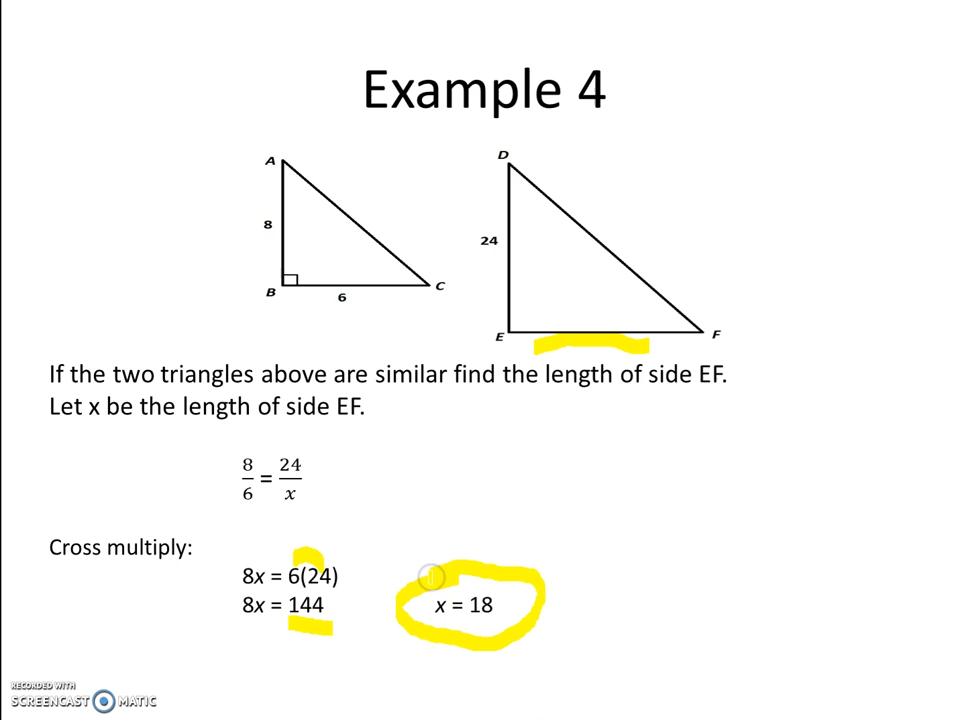 Example 4
A
D
8
24
B
6
C
E
F
If the two triangles above are similar find the length of side EF.
Let x be the length of side EF.
8/6 = 24/x
Cross multiply:
8x = 6(24)
8x = 144
x = 18
RECORDED WITH
SCREENCAST MATIC